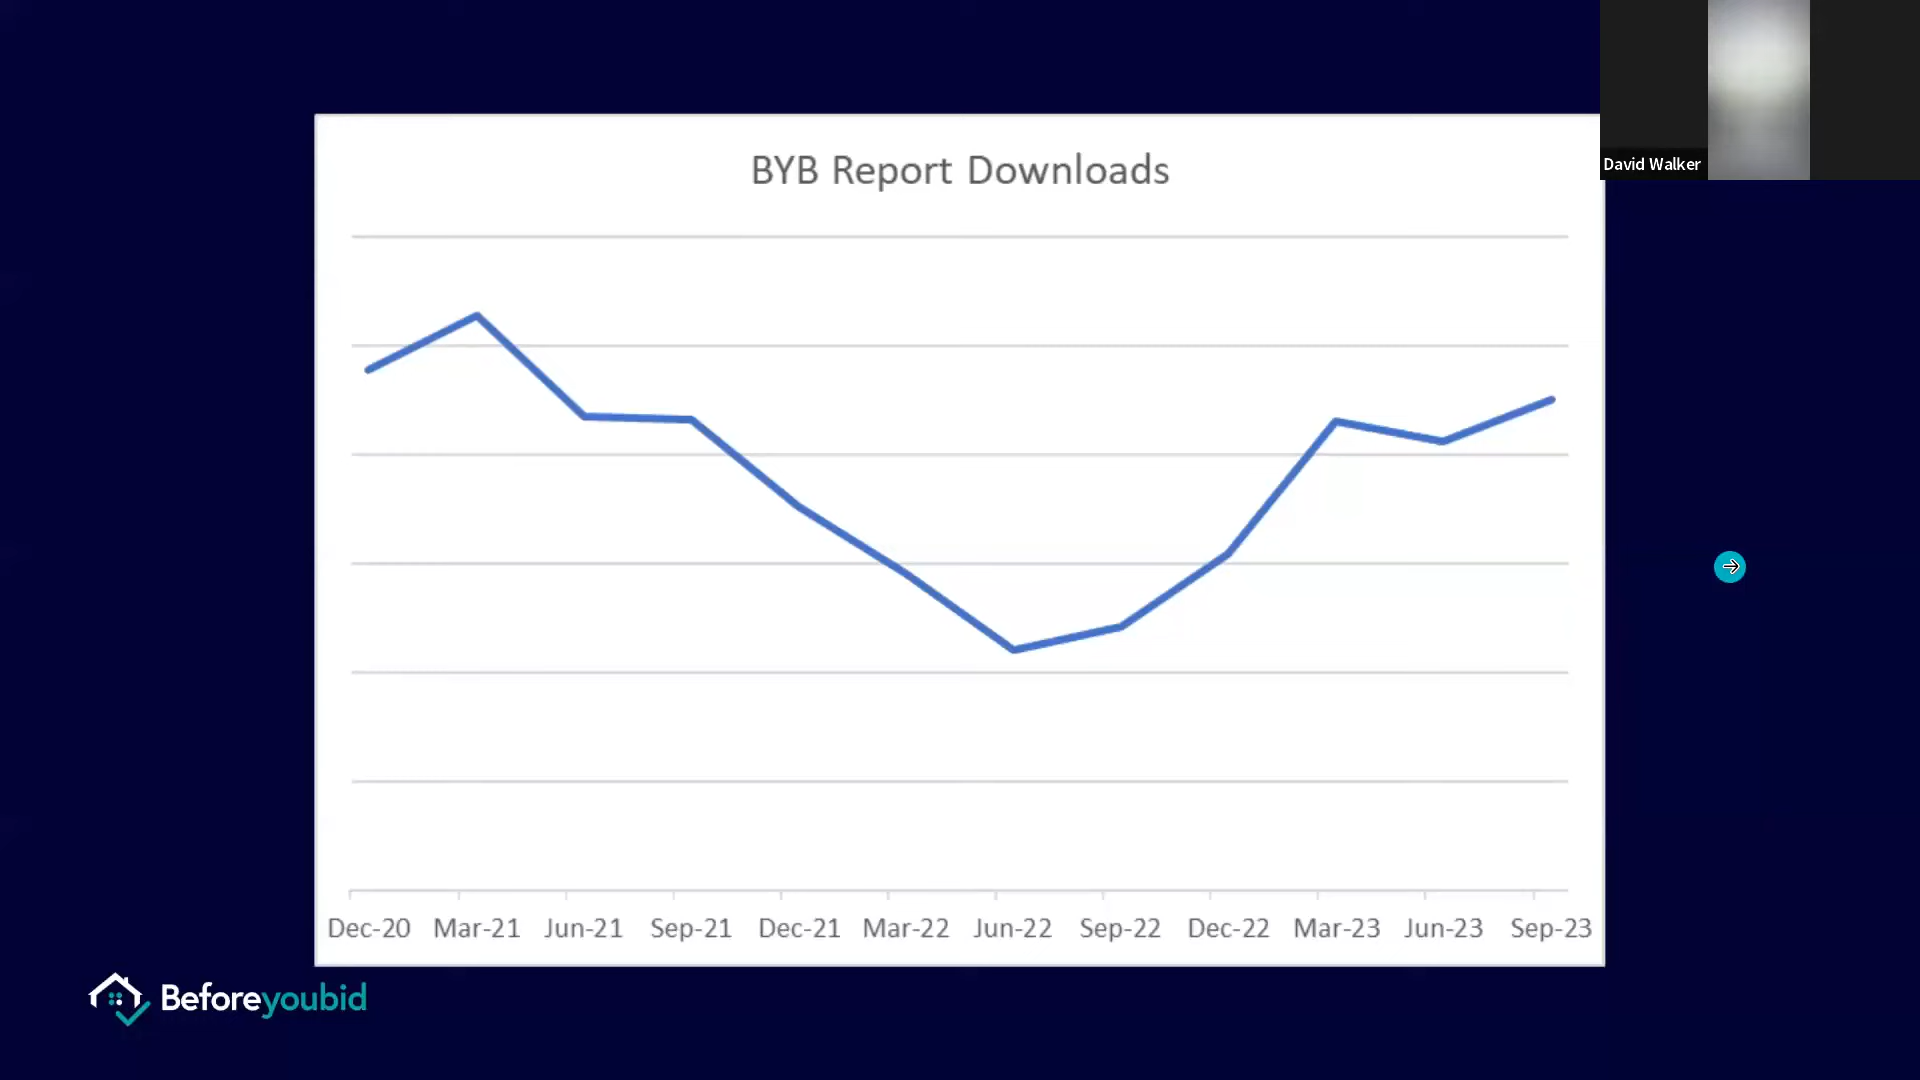 David Walker
BYB Report Downloads
Dec-20 Mar-21 Jun-21 Sep-21 Dec-21 Mar-22 Jun-22 Sep-22 Dec-22 Mar-23 Jun-23 Sep-23
Beforeyoubid